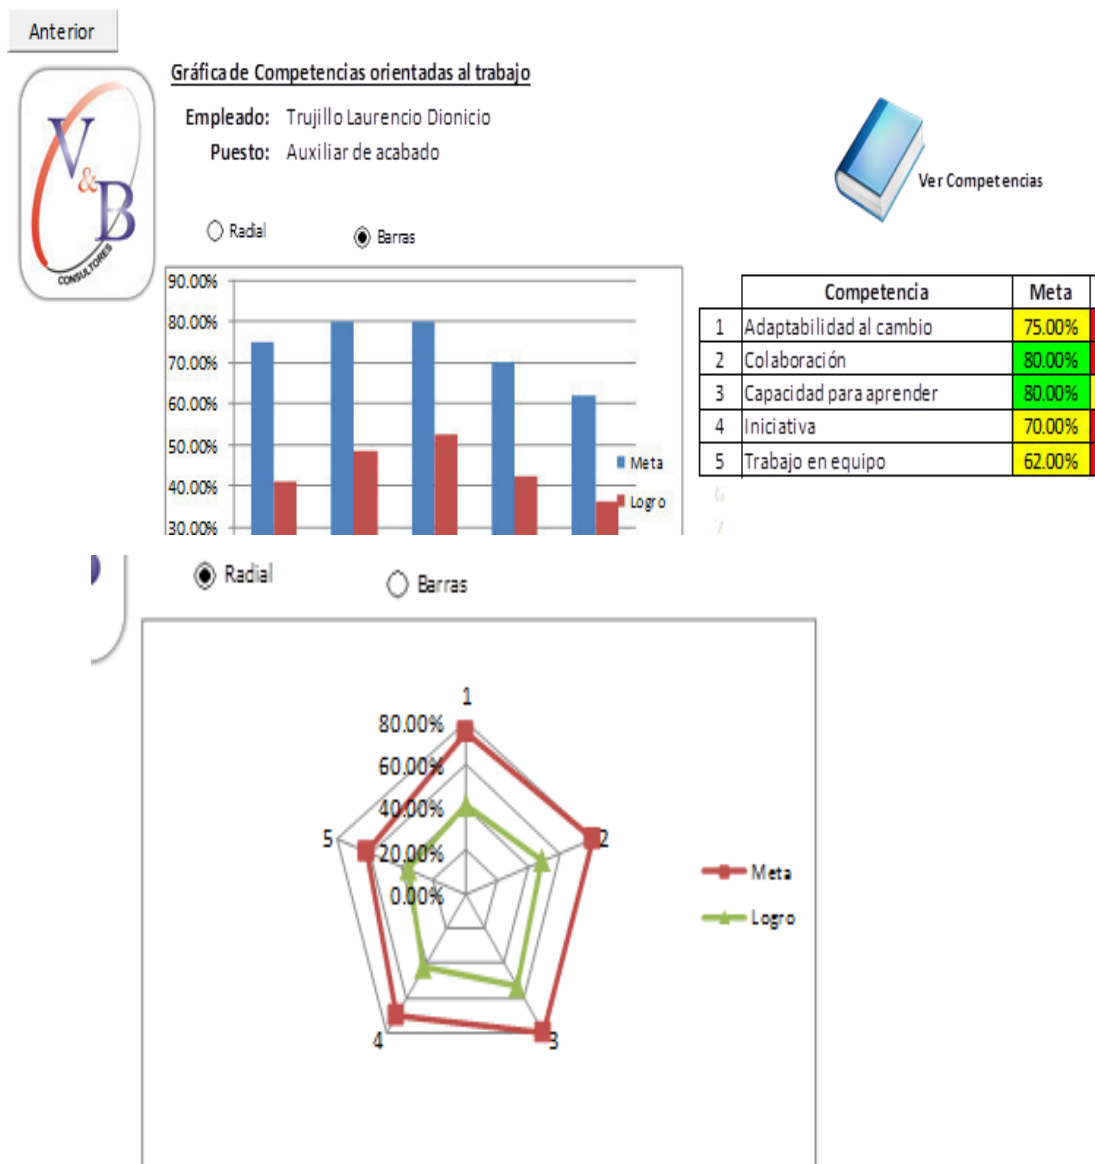 Anterior
Gráfica de Competencias orientadas al trabajo
V&B
CONSULTORES
Empleado: Trujillo Laurencio Dionicio
Puesto: Auxiliar de acabado
Ver Competencias
Radial Barras
90.00%
80.00%
70.00%
60.00%
50.00%
40.00%
30.00%
Meta
Logro
Competencia Meta
1 Adaptabilidad al cambio 75.00%
2 Colaboración 80.00%
3 Capacidad para aprender 80.00%
4 Iniciativa 70.00%
5 Trabajo en equipo 62.00%
Radial Barras
1
80.00%
60.00%
40.00%
5 2
20.00%
0.00%
4 3
Meta
Logro